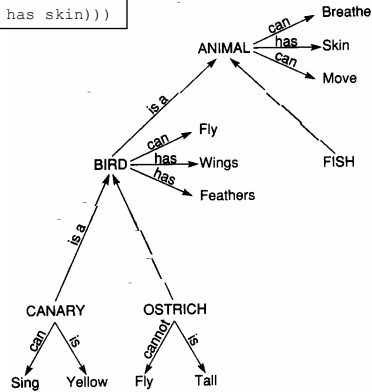 has skin)))
can
Breathe
ANIMAL
has
Skin
can
Move
is a
can
Fly
BIRD
has
Wings
FISH
has
Feathers
is a
CANARY
OSTRICH
can
is
cannot
is
Sing
Yellow
Fly
Tall